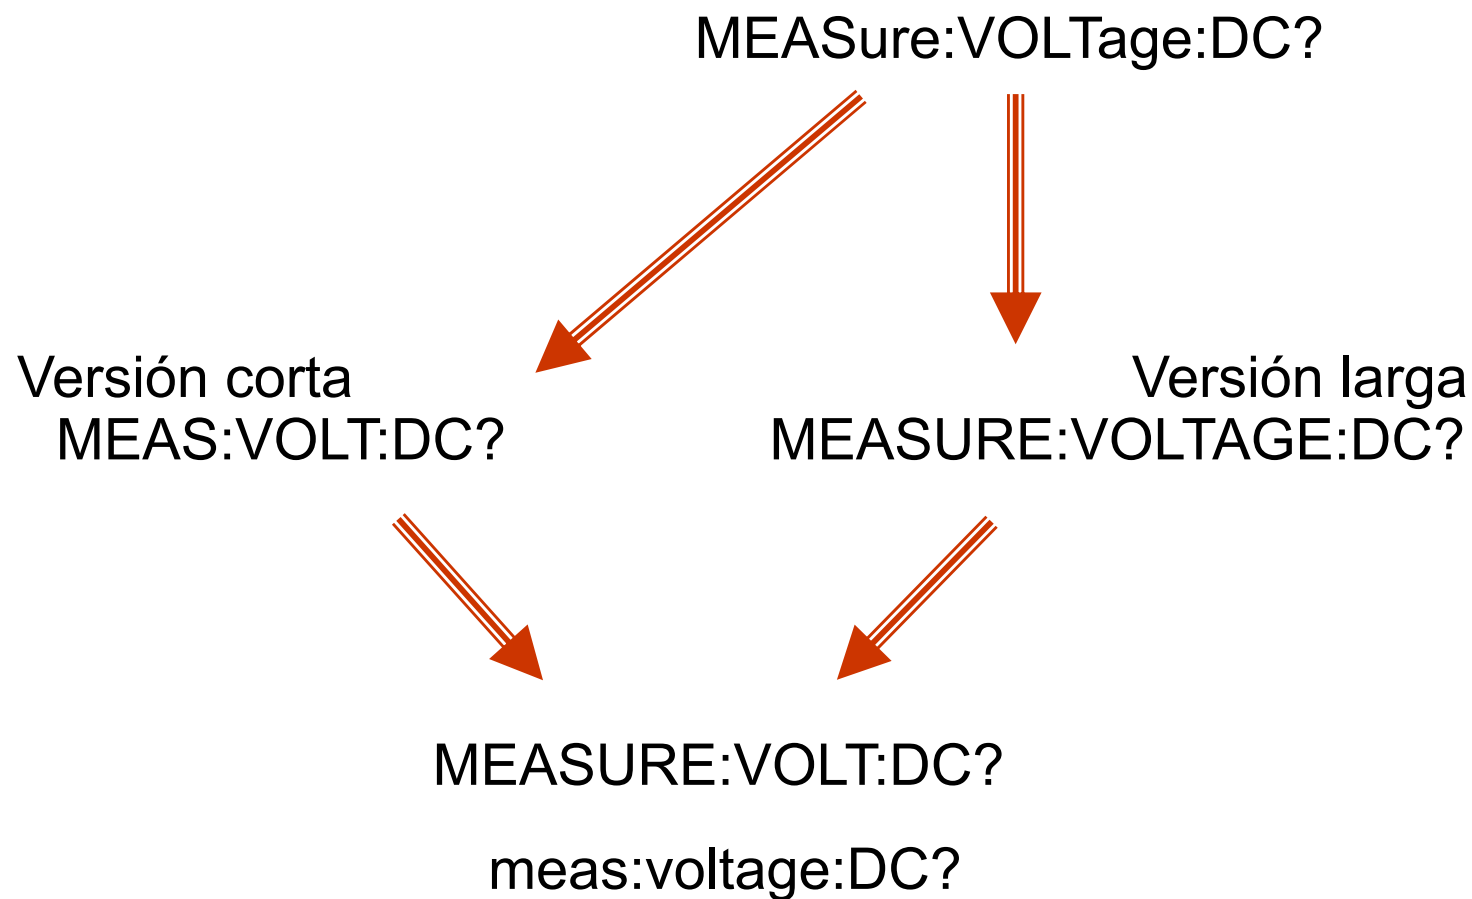 MEASure:VOLTage:DC?
Versión corta
MEAS:VOLT:DC?
Versión larga
MEASURE:VOLTAGE:DC?
MEASURE:VOLT:DC?
meas:voltage:DC?